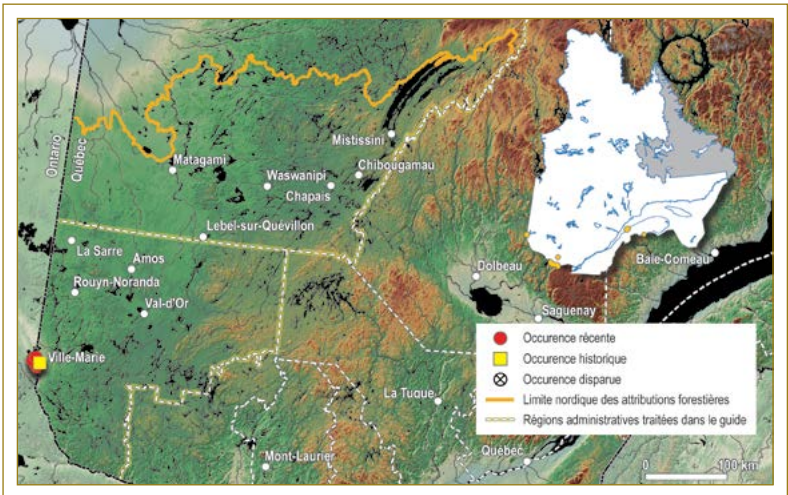 Ontario
Québec
Matagami
Mistissini
Waswanipi
Chibougamau
Chapais
Lebel-sur-Quévillon
La Sarre
Amos
Rouyn-Noranda
Val-d'Or
Ville-Marie
Dolbeau
Baie-Comeau
Saguenay
La Tuque
Mont-Laurier
Québec
Occurence récente
Occurence historique
Occurence disparue
Limite nordique des attributions forestières
Régions administratives traitées dans le guide
0 100 km